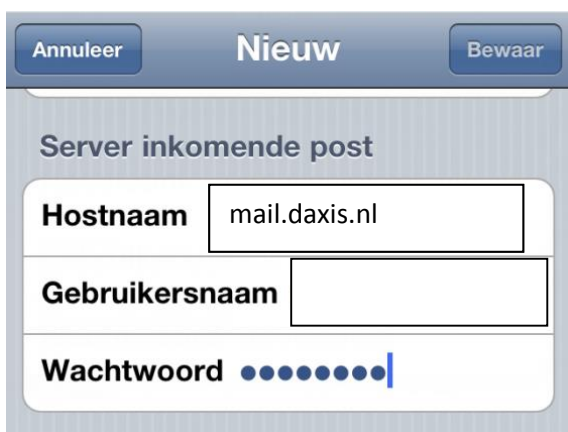 Annuleer Nieuw Bewaar
Server inkomende post
Hostnaam mail.daxis.nl
Gebruikersnaam
Wachtwoord ●●●●●●●●